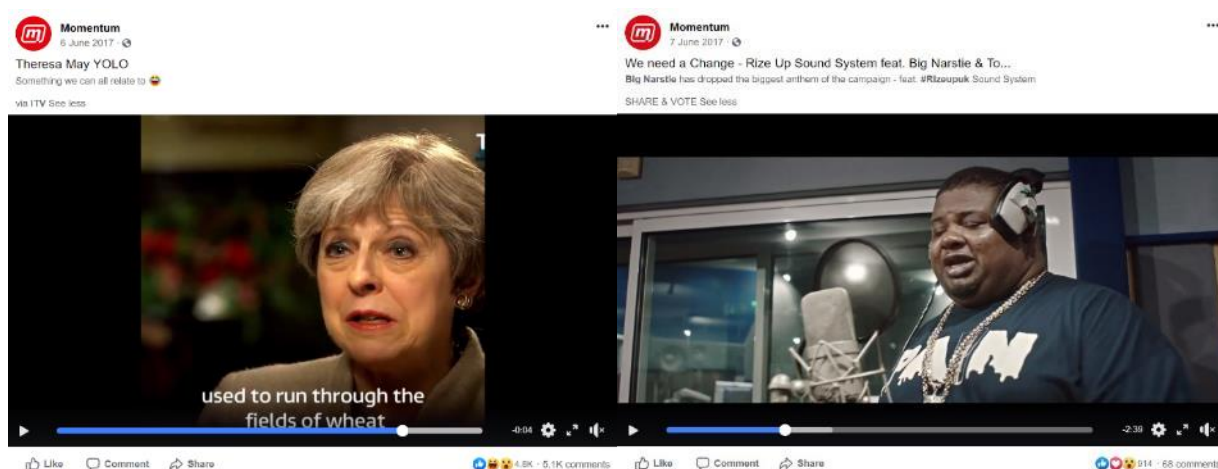 Momentum
6 June 2017
Theresa May YOLO
Something we can all relate to
via ITV See less
T
used to run through the
fields of wheat
-0:04
Like Comment Share
4.8K · 5.1K comments
Momentum
7 June 2017
We need a Change - Rize Up Sound System feat. Big Narstie & To...
Big Narstie has dropped the biggest anthem of the campaign - feat. #Rizeupuk Sound System
SHARE & VOTE See less
-2:39
Like Comment Share
914 · 68 comments